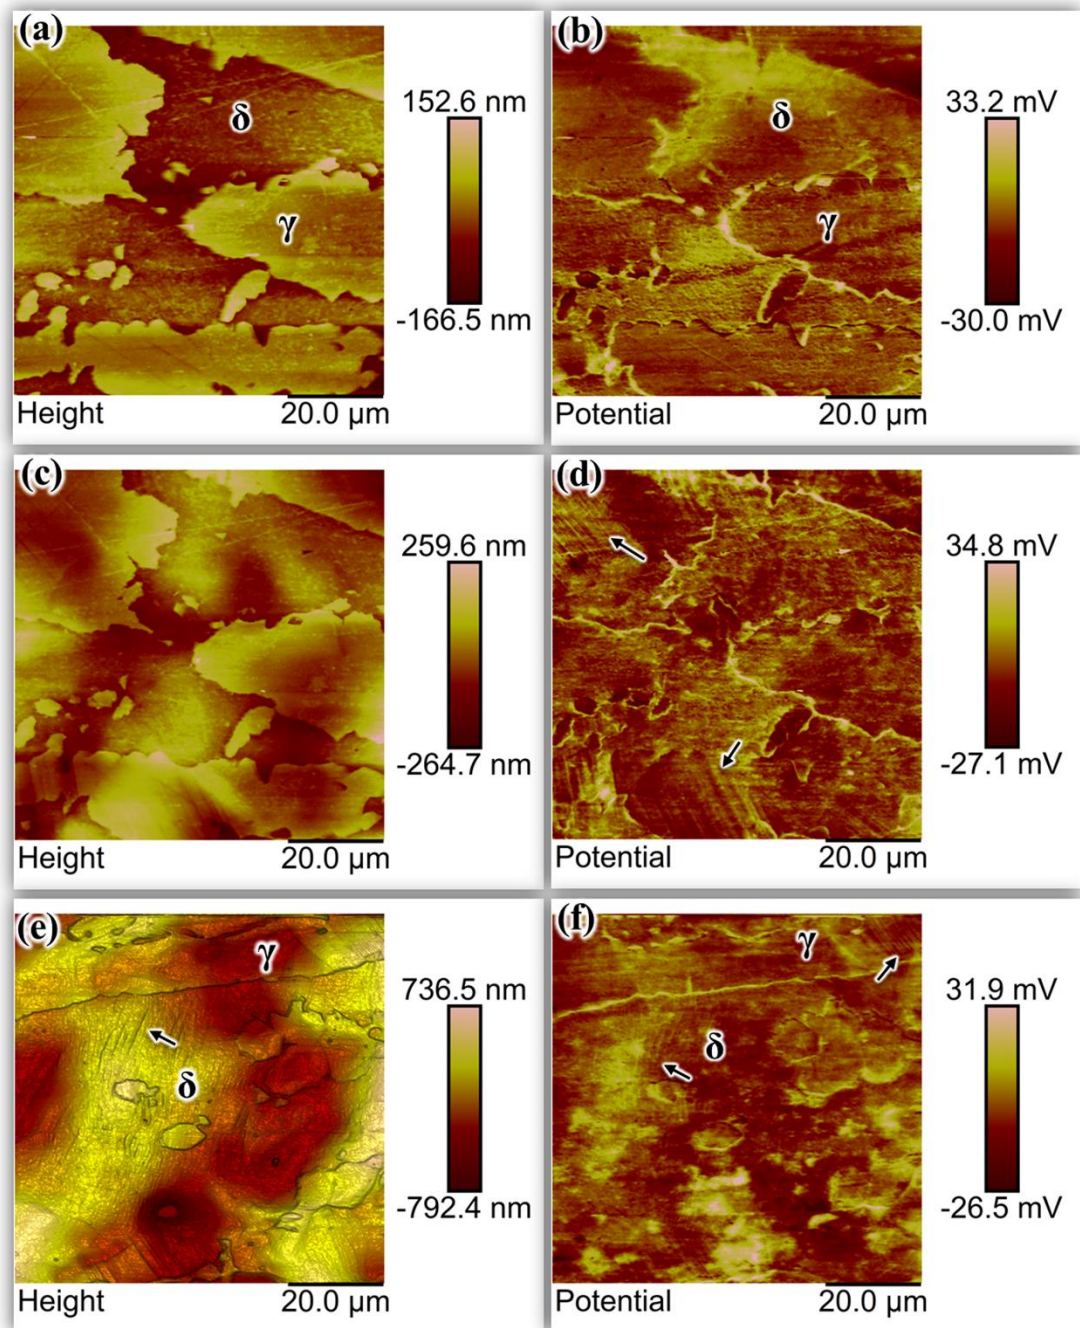 (a)
δ
γ
152.6 nm
-166.5 nm
Height
20.0 µm
(b)
δ
γ
33.2 mV
-30.0 mV
Potential
20.0 µm
(c)
259.6 nm
-264.7 nm
Height
20.0 µm
(d)
34.8 mV
-27.1 mV
Potential
20.0 µm
(e)
γ
δ
736.5 nm
-792.4 nm
Height
20.0 µm
(f)
γ
δ
31.9 mV
-26.5 mV
Potential
20.0 µm